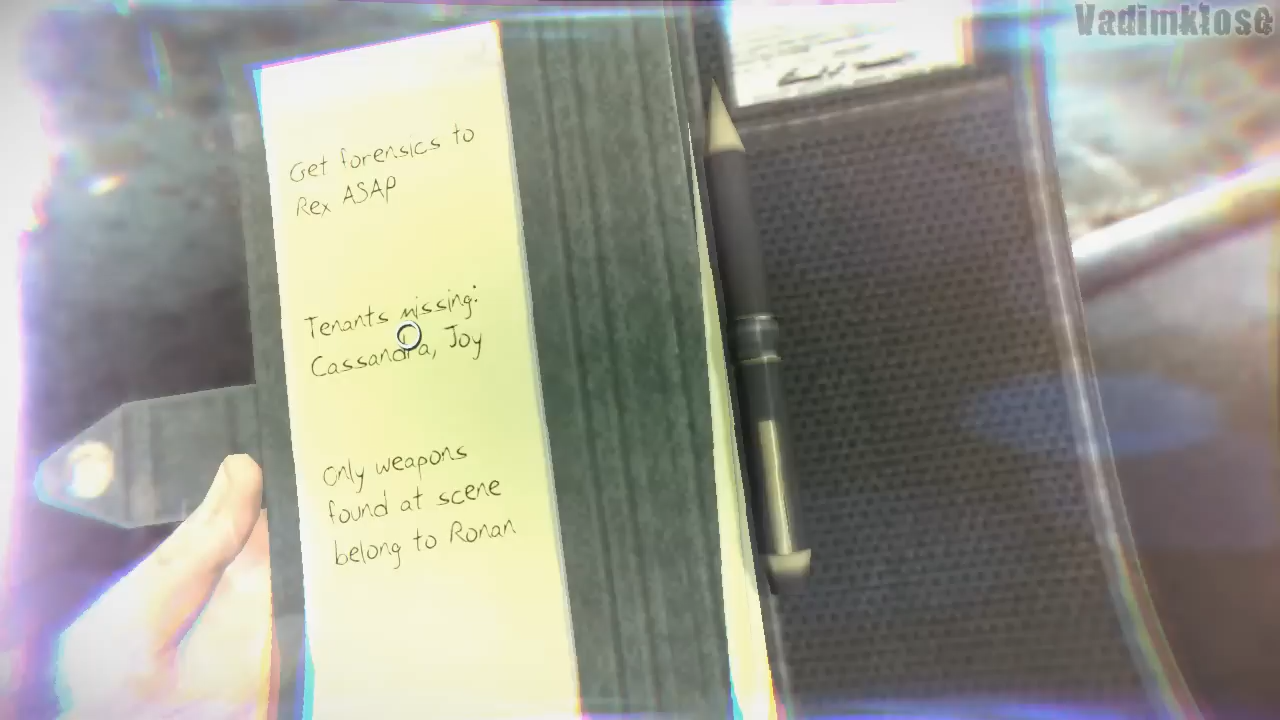 Vadimklose
Get forensics to
Rex ASAP
Tenants missing:
Cassandra, Joy
Only weapons
found at scene
belong to Ronan